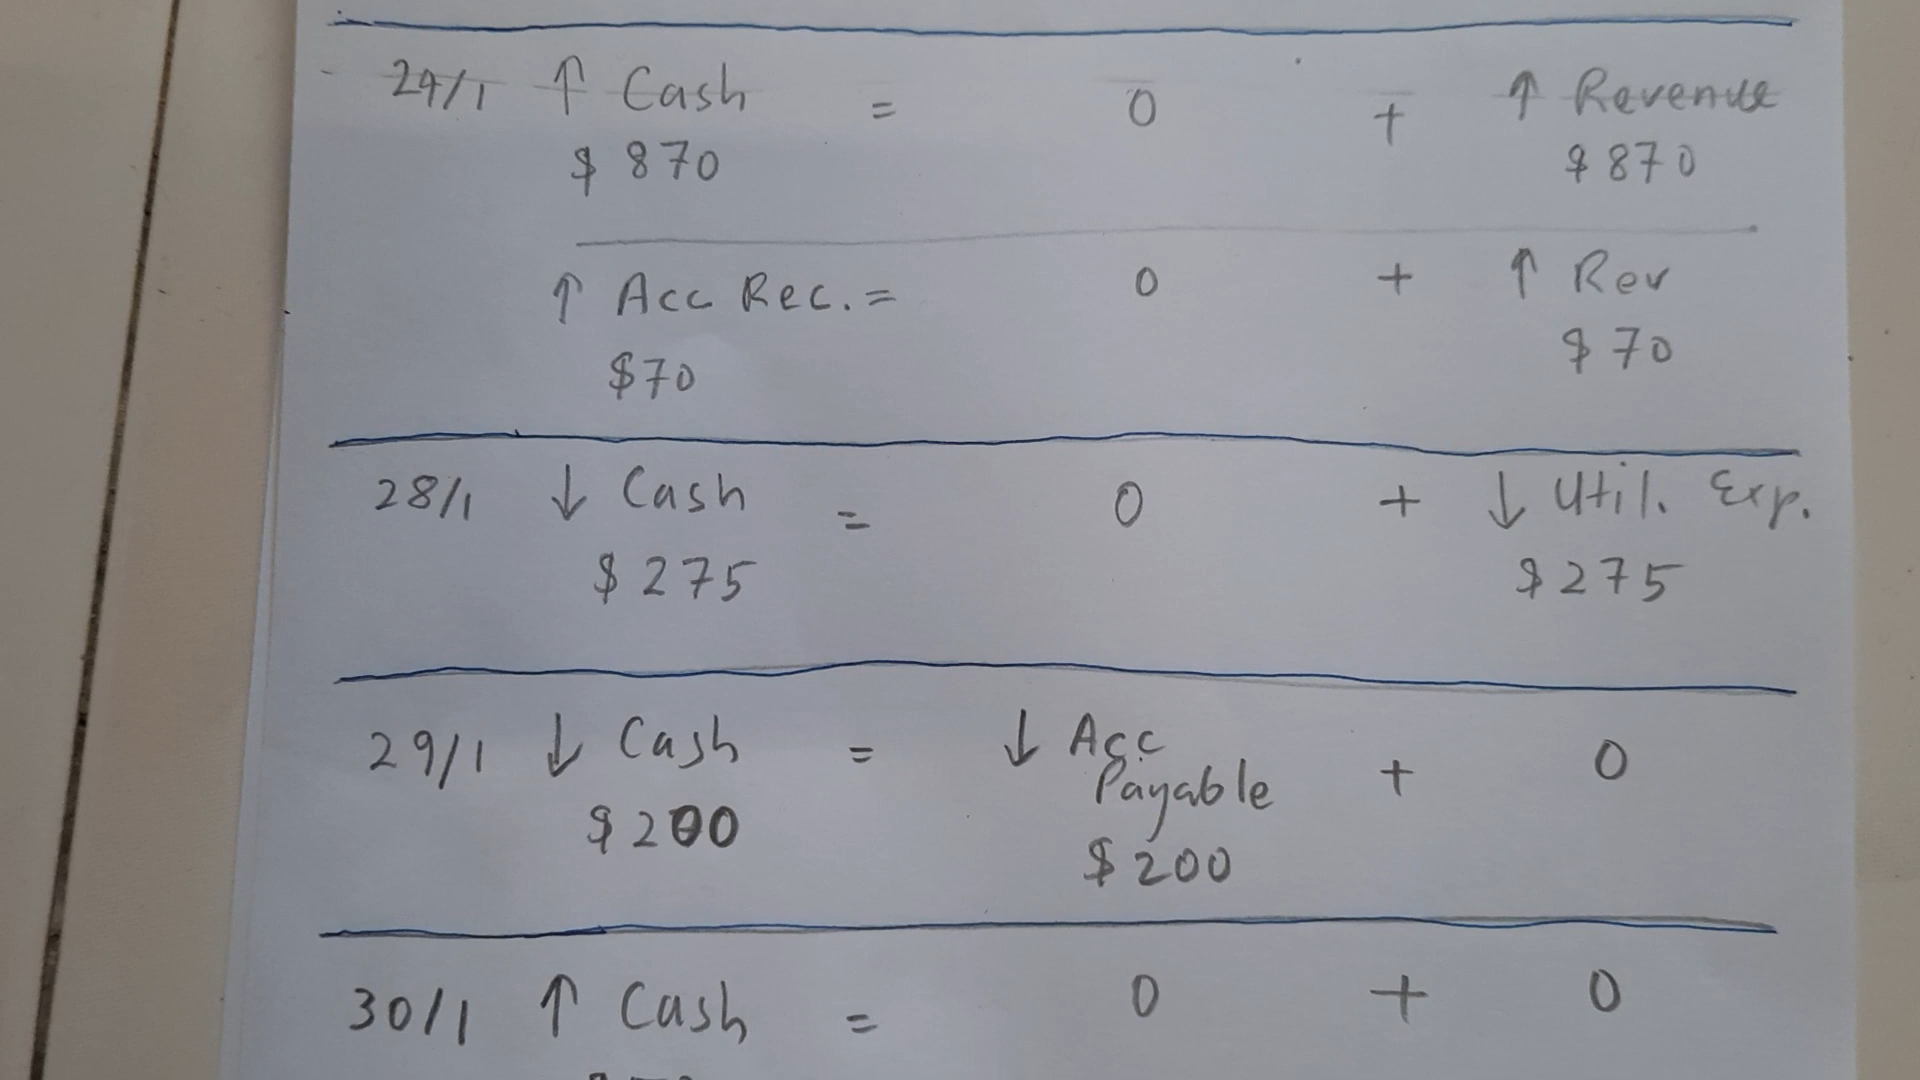 24/1 ↑ Cash = 0 + ↑ Revenue
$ 870 $ 870
↑ Acc Rec. = 0 + ↑ Rev
$70 $ 70
28/1 ↓ Cash = 0 + ↓ Util. Exp.
$ 275 $ 275
29/1 ↓ Cash = ↓ Acc Payable + 0
$ 200 $ 200
30/1 ↑ Cash = 0 + 0